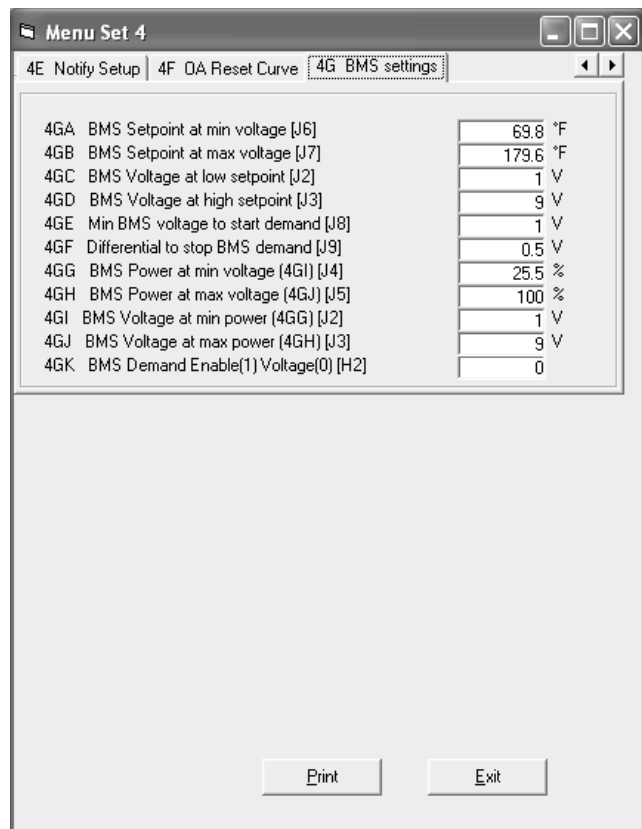 Menu Set 4
4E Notify Setup 4F OA Reset Curve 4G BMS settings
4GA BMS Setpoint at min voltage [J6] 69.8 °F
4GB BMS Setpoint at max voltage [J7] 179.6 °F
4GC BMS Voltage at low setpoint [J2] 1 V
4GD BMS Voltage at high setpoint [J3] 9 V
4GE Min BMS voltage to start demand [J8] 1 V
4GF Differential to stop BMS demand [J9] 0.5 V
4GG BMS Power at min voltage (4GI) [J4] 25.5 %
4GH BMS Power at max voltage (4GJ) [J5] 100 %
4GI BMS Voltage at min power (4GG) [J2] 1 V
4GJ BMS Voltage at max power (4GH) [J3] 9 V
4GK BMS Demand Enable(1) Voltage(0) [H2] 0
Print Exit